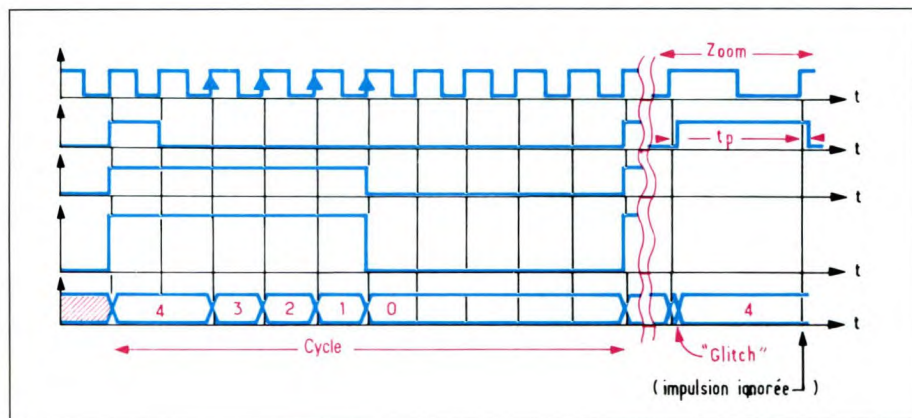 Zoom
t
t
tp
t
t
4 3 2 1 0 4
t
Cycle
"Glitch"
(impulsion ignorée)